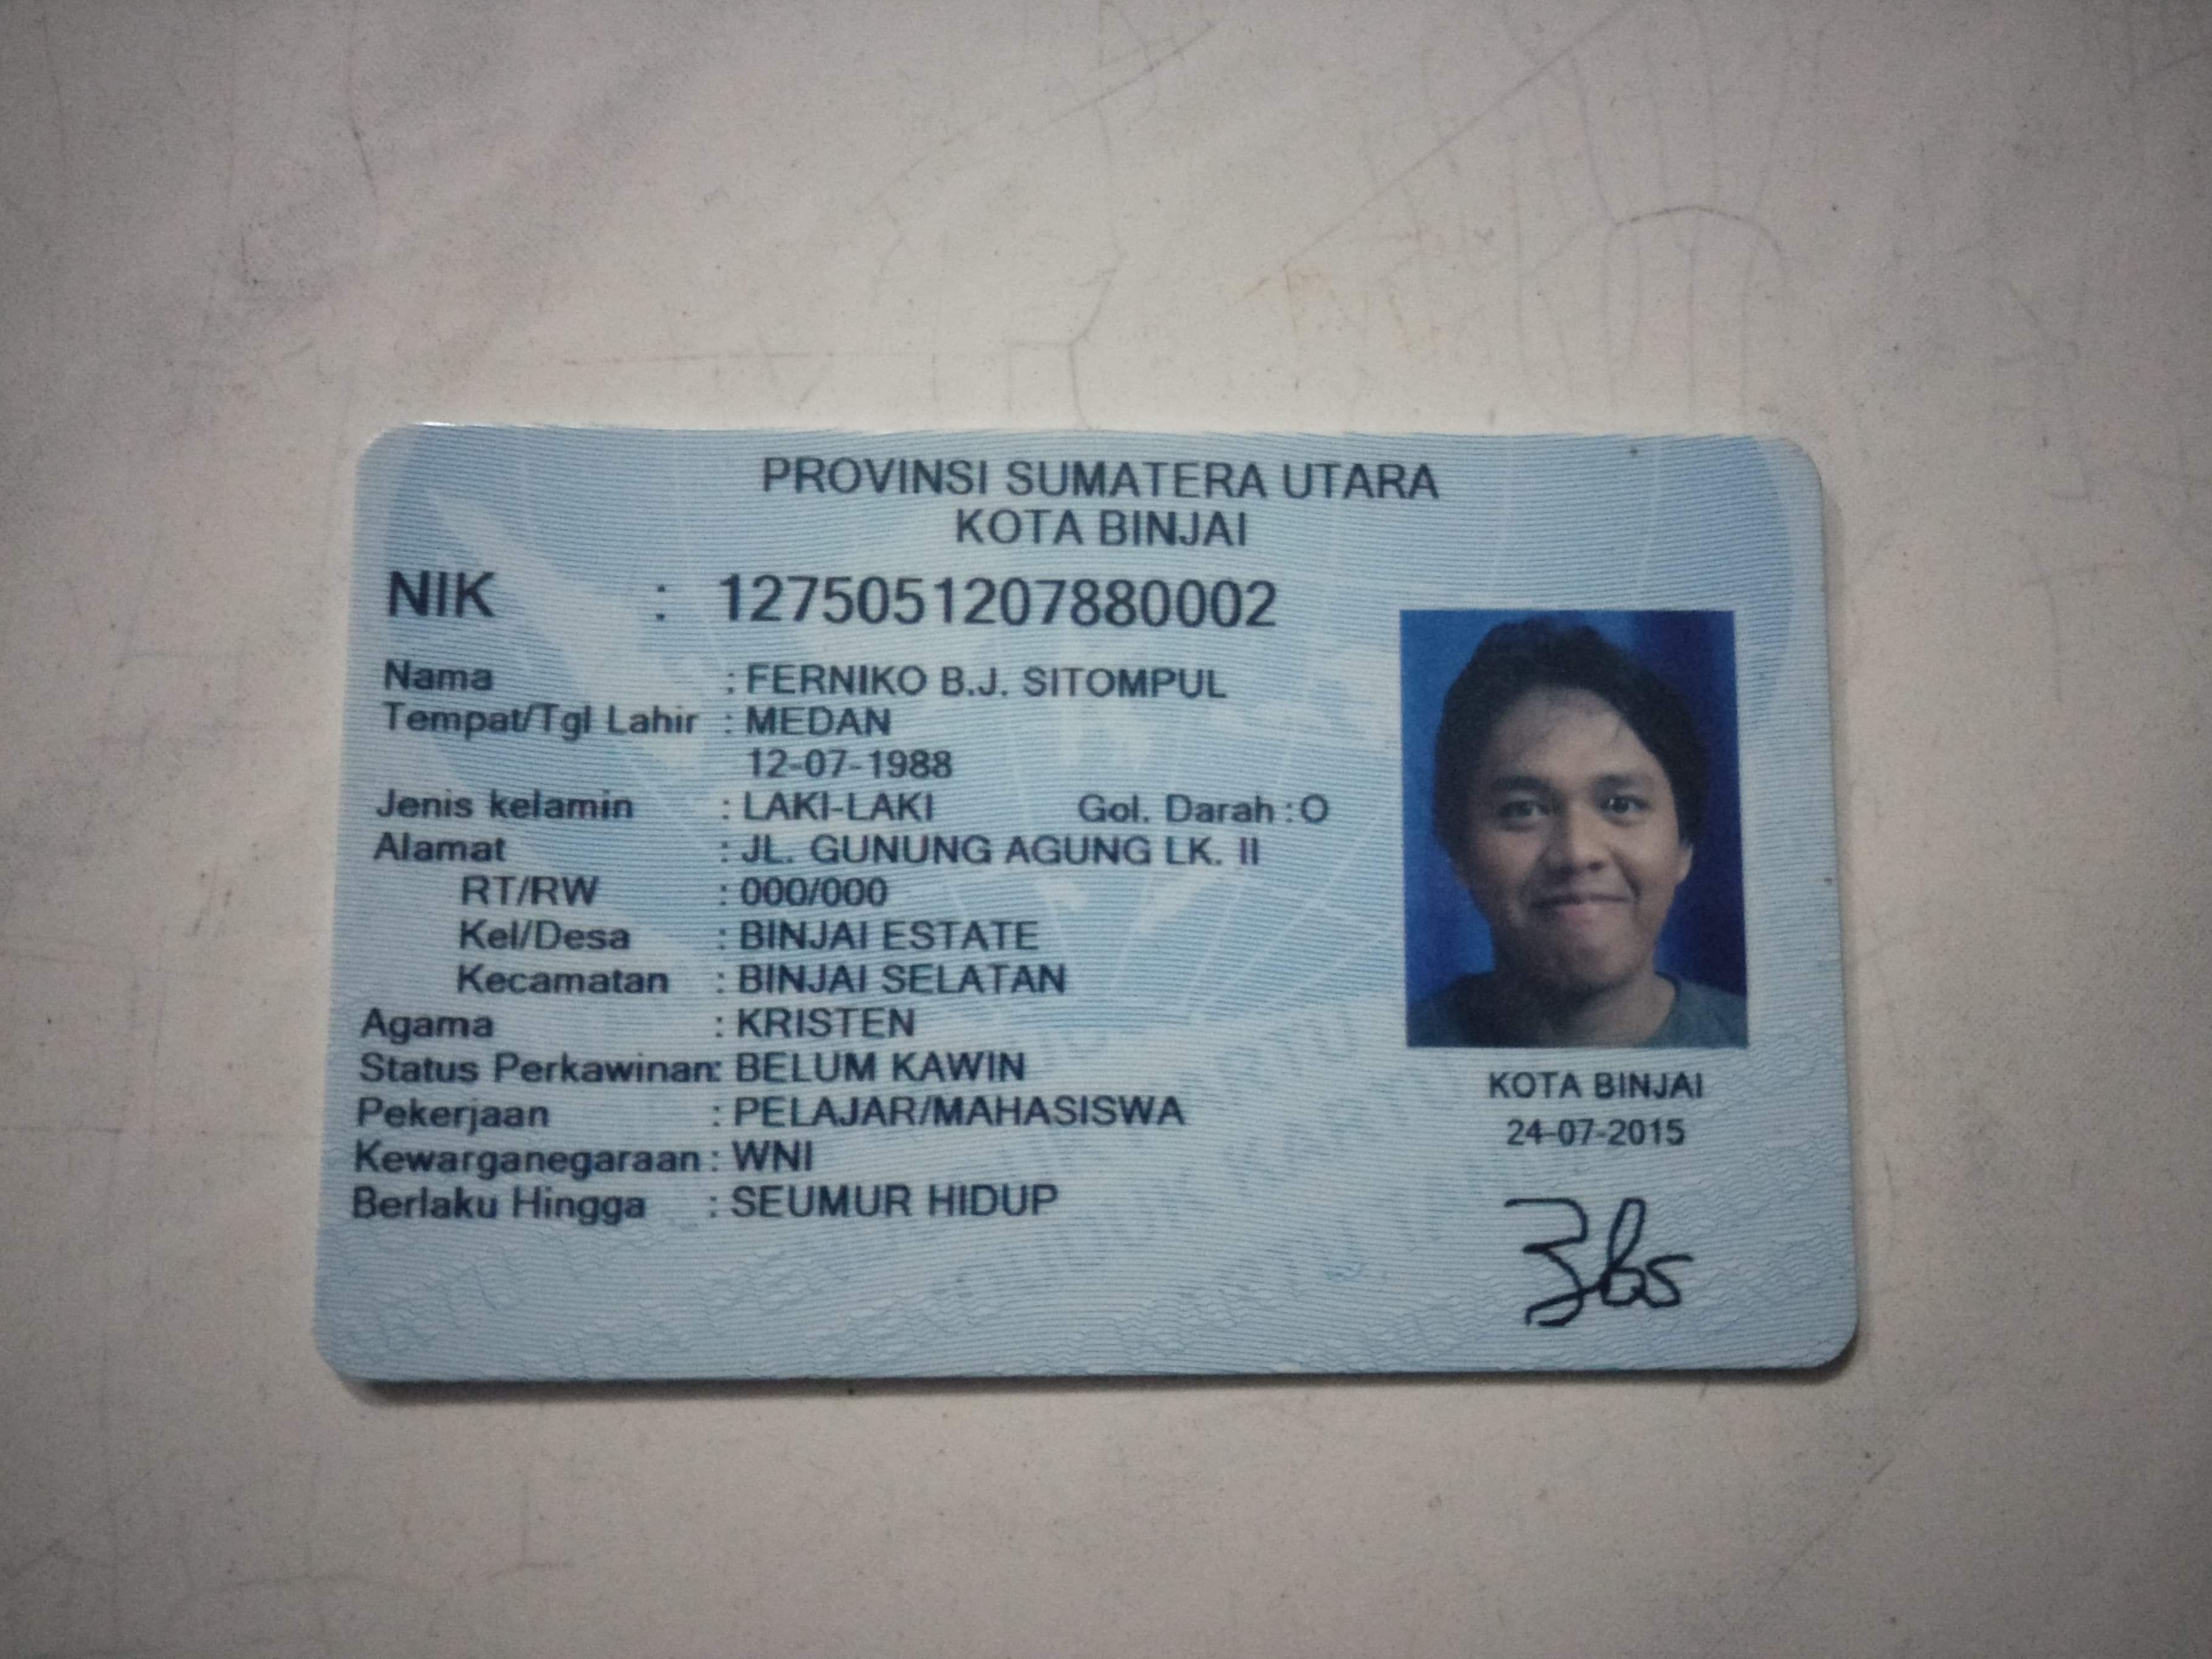 PROVINSI SUMATERA UTARA
KOTA BINJAI
NIK : 1275051207880002
Nama : FERNIKO B.J. SITOMPUL
Tempat/Tgl Lahir : MEDAN
12-07-1988
Jenis kelamin : LAKI-LAKI Gol. Darah : O
Alamat : JL. GUNUNG AGUNG LK. II
RT/RW : 000/000
Kel/Desa : BINJAI ESTATE
Kecamatan : BINJAI SELATAN
Agama : KRISTEN
Status Perkawinan: BELUM KAWIN
Pekerjaan : PELAJAR/MAHASISWA
Kewarganegaraan : WNI
Berlaku Hingga : SEUMUR HIDUP
KOTA BINJAI
24-07-2015